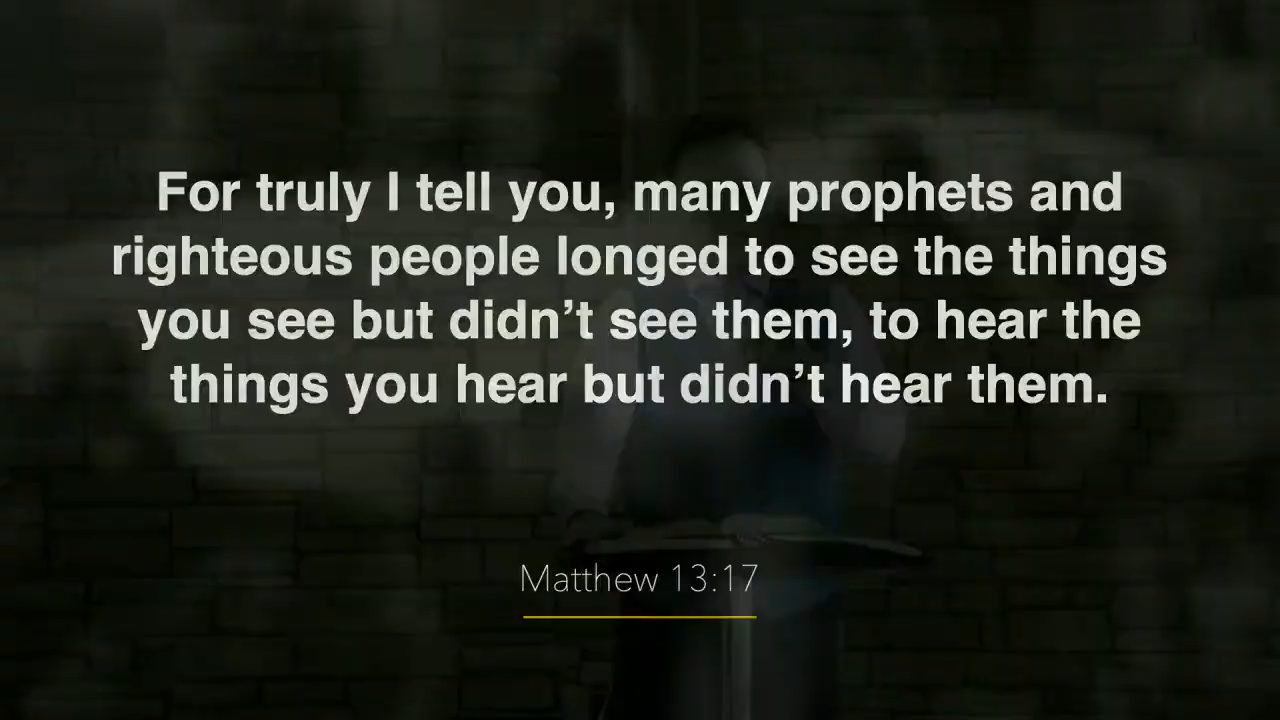 For truly I tell you, many prophets and
righteous people longed to see the things
you see but didn’t see them, to hear the
things you hear but didn’t hear them.
Matthew 13:17